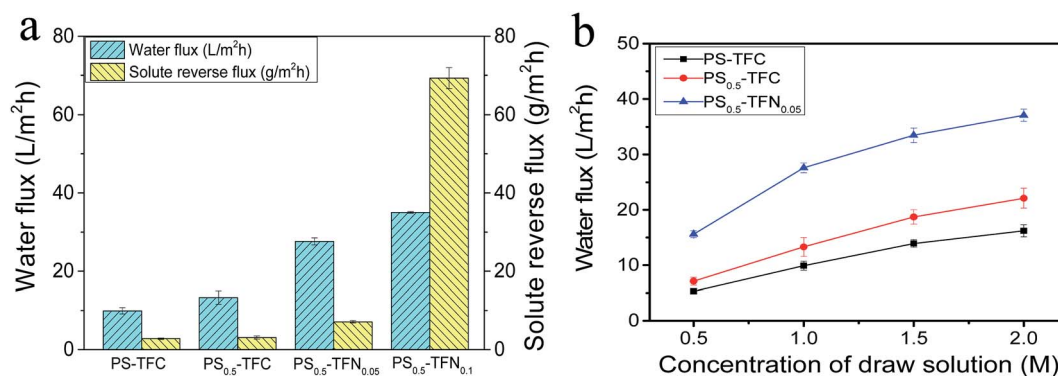 a
Water flux (L/m²h)
80
60
40
20
0
Water flux (L/m²h)
Solute reverse flux (g/m²h)
PS-TFC
PS₀.₅-TFC
PS₀.₅-TFN₀.₀₅
PS₀.₅-TFN₀.₁
80
60
40
20
0
Solute reverse flux (g/m²h)
b
Water flux (L/m²h)
50
40
30
20
10
0
PS-TFC
PS₀.₅-TFC
PS₀.₅-TFN₀.₀₅
0.5
1.0
1.5
2.0
Concentration of draw solution (M)